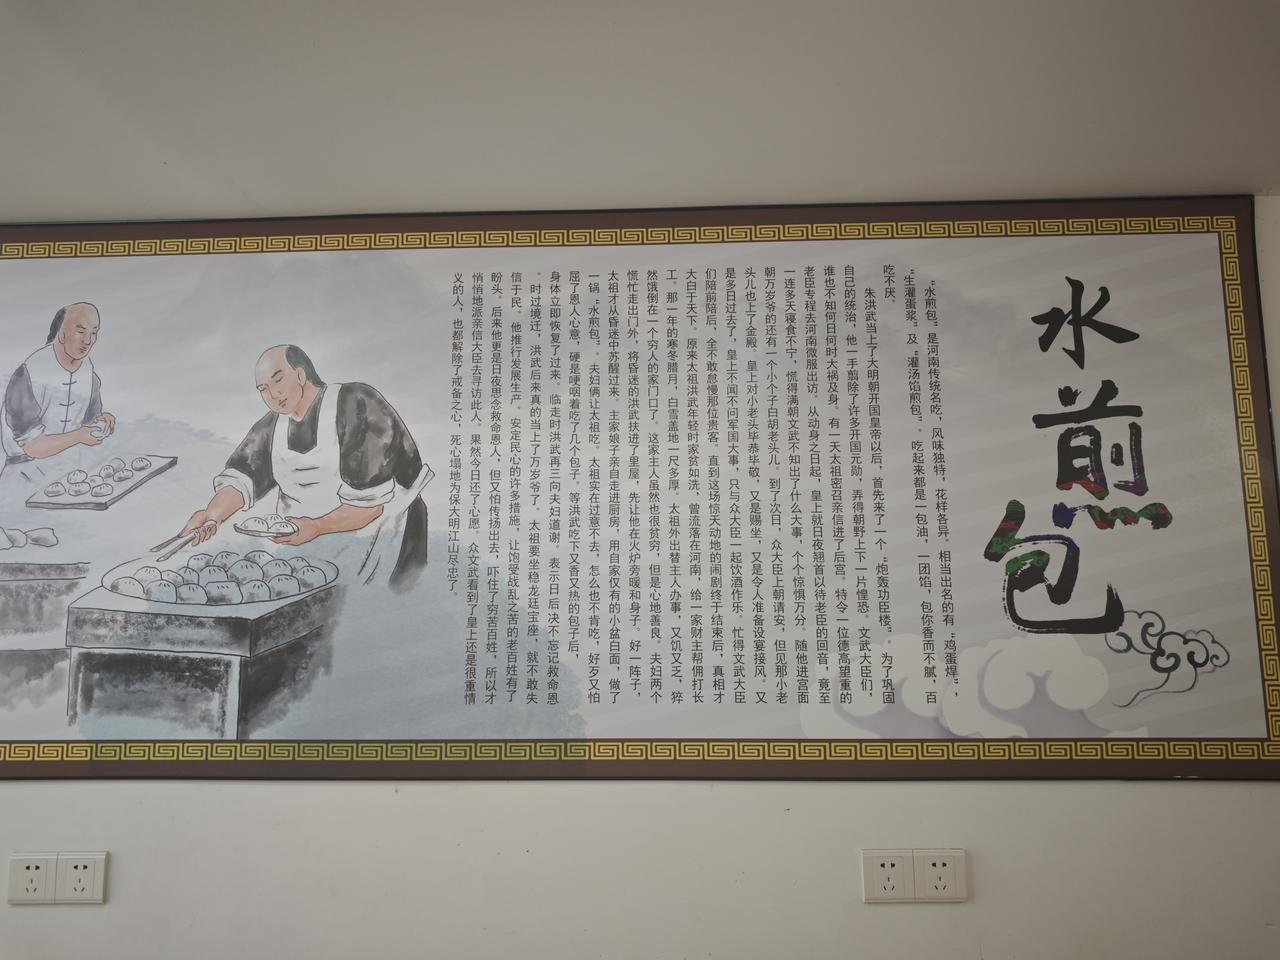 水煎包
“水煎包”是河南传统名吃，风味独特，花样各异。相当出名的有“鸡蛋焊”，
“生灌蛋浆”及“灌汤馅煎包”。吃起来都是一包油，一团馅，包你香而不腻，百
吃不厌。
朱洪武当上了大明朝开国皇帝以后，首先来了一个“炮轰功臣楼”。为了巩固
自己的统治，他一手翦除了许多开国元勋，弄得朝野上下一片惶恐。文武大臣们，
谁也不知何日何时大祸及身。有一天太祖密召亲信进了后宫。特令一位德高望重的
老臣专程去河南微服出访。从动身之日起，皇上就日夜翘首以待老臣的回音，竟至
一连多天寝食不宁，慌得满朝文武不知出了什么大事，个个惊惧万分。随他进宫面
朝万岁爷的还有一个小个子白胡老头儿。到了次日，众大臣上朝请安，但见那小老
头儿也上了金殿。皇上对小老头毕恭毕敬，又是赐坐，又是令人准备设宴接风。又
是多日过去了，皇上不闻不问军国大事，只与众大臣一起饮酒作乐。忙得文武大臣
们陪前陪后，全不敢怠慢那位贵客。直到这场惊天动地的闹剧终于结束后，真相才
大白于天下。原来太祖洪武年轻时家贫如洗，曾流落在河南，给一家财主帮佣打长
工。那一年的寒冬腊月，白雪盖地一尺多厚。太祖外出替主人办事，又饥又乏，猝
然饿倒在一个穷人的家门口了。这家主人虽然也很贫穷，但是心地善良。夫妇两个
慌忙走出门外，将昏迷的洪武扶进了里屋，先让他在火炉旁暖和身子。好一阵子，
太祖才从昏迷中苏醒过来。主家娘子亲自走进厨房，用自家仅有的小盆白面，做了
一锅“水煎包”。夫妇俩让太祖吃。太祖实在过意不去，怎么也不肯吃，好歹又怕
屈了恩人心意，硬是哽咽着吃了几个包子。等洪武吃下又香又热的包子后，
身体立即恢复了过来。临走时洪武再三向夫妇道谢。表示日后决不忘记救命恩
。时过境迁，洪武后来真的当上了万岁爷了。太祖要坐稳龙廷宝座，就不敢失
信于民。他推行发展生产。安定民心的许多措施，让饱受战乱之苦的老百姓有了
盼头。后来他更是日夜思念救命恩人，但又怕传扬出去，吓住了穷苦百姓，所以才
悄悄地派亲信大臣去寻访此人。果然今日还了心愿。众文武看到了皇上还是很重情
义的人，也都解除了戒备之心，死心塌地为保大明江山尽忠了。